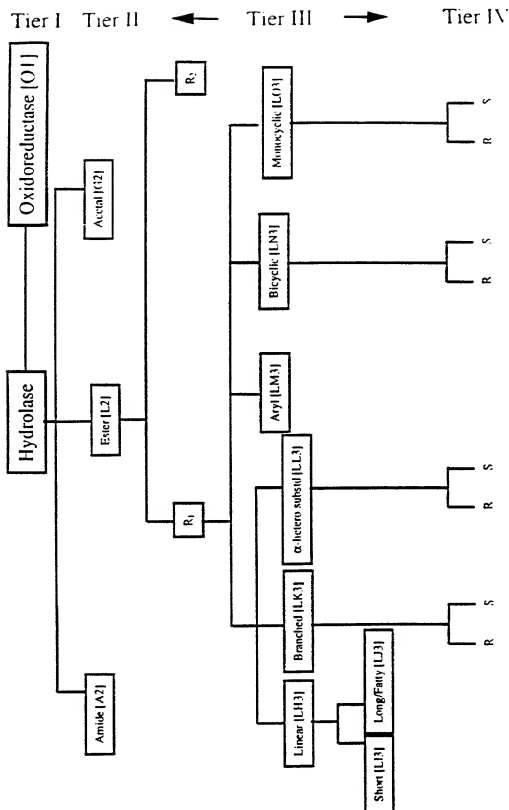 Tier I
Tier II
Tier III
Tier IV
Oxidoreductase [O1]
Hydrolase
Acetal [G2]
Ester [L2]
Amide [A2]
R2
R1
Monocyclic [LO3]
Bicyclic [LN3]
Aryl [LM3]
α-hetero substd [LL3]
Branched [LK3]
Linear [LH3]
Long/Fatty [LJ3]
Short [LI3]
S
R
S
R
S
R
S
R